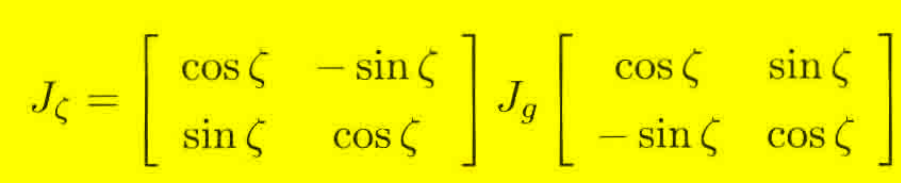 J_ζ = [ cos ζ  − sin ζ ; sin ζ  cos ζ ] J_g [ cos ζ  sin ζ ; − sin ζ  cos ζ ]